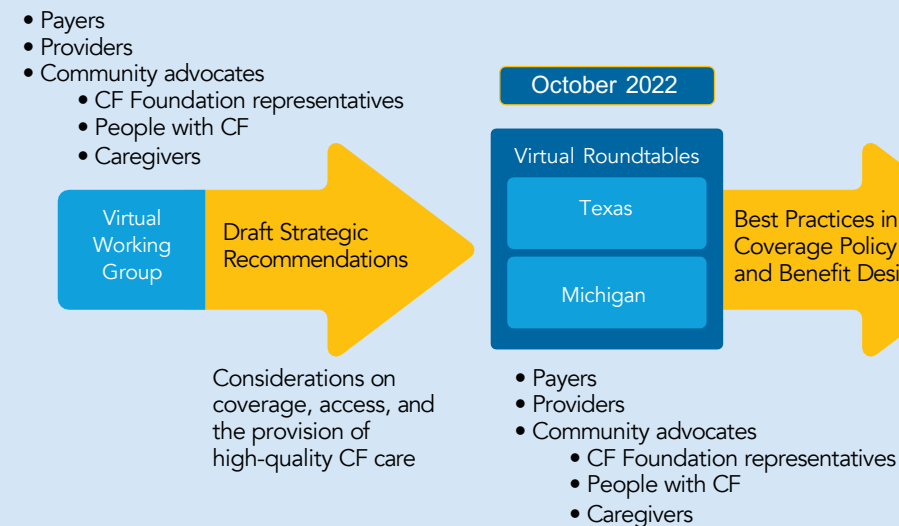 • Payers
• Providers
• Community advocates
• CF Foundation representatives
• People with CF
• Caregivers
Virtual
Working
Group
Draft Strategic
Recommendations
Considerations on
coverage, access, and
the provision of
high-quality CF care
October 2022
Virtual Roundtables
Texas
Michigan
• Payers
• Providers
• Community advocates
• CF Foundation representatives
• People with CF
• Caregivers
Best Practices in
Coverage Policy
and Benefit Desi